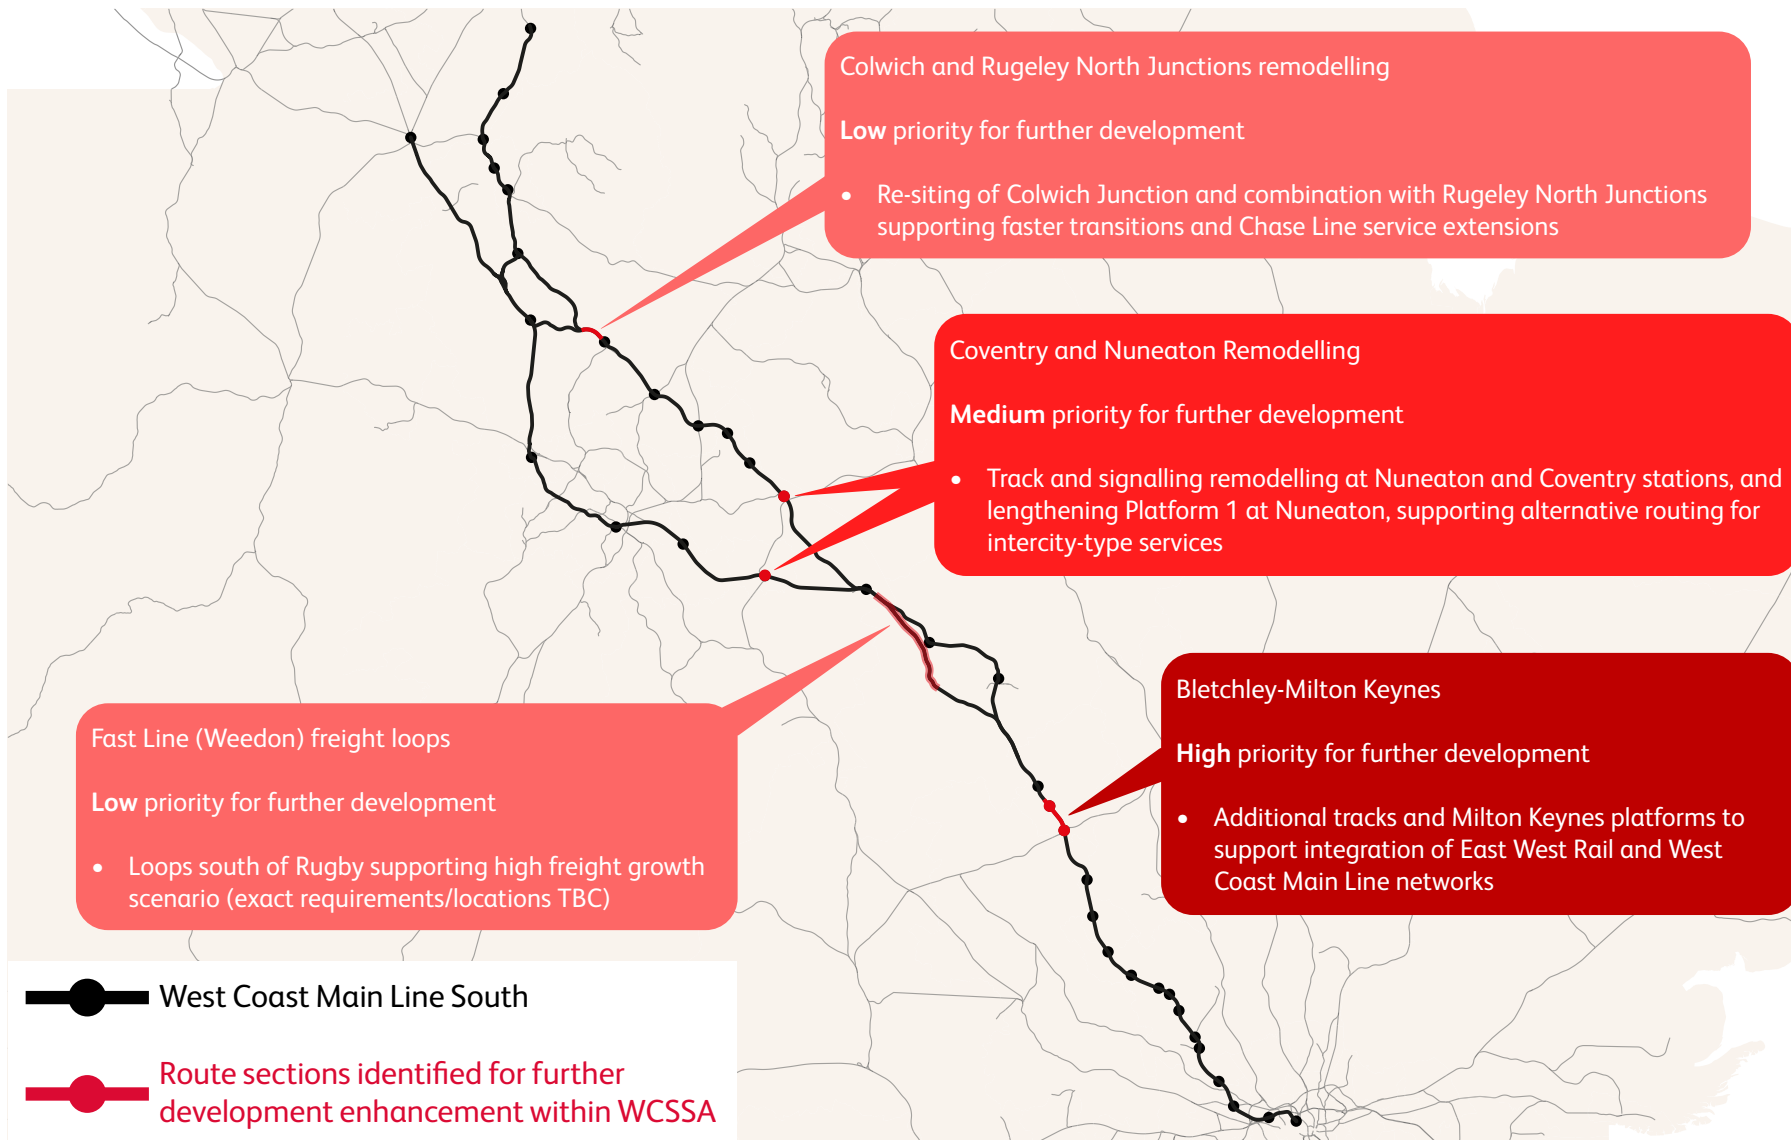 Colwich and Rugeley North Junctions remodelling
Low priority for further development
• Re-siting of Colwich Junction and combination with Rugeley North Junctions
supporting faster transitions and Chase Line service extensions
Coventry and Nuneaton Remodelling
Medium priority for further development
• Track and signalling remodelling at Nuneaton and Coventry stations, and
lengthening Platform 1 at Nuneaton, supporting alternative routing for
intercity-type services
Bletchley-Milton Keynes
High priority for further development
• Additional tracks and Milton Keynes platforms to
support integration of East West Rail and West
Coast Main Line networks
Fast Line (Weedon) freight loops
Low priority for further development
• Loops south of Rugby supporting high freight growth
scenario (exact requirements/locations TBC)
West Coast Main Line South
Route sections identified for further
development enhancement within WCSSA